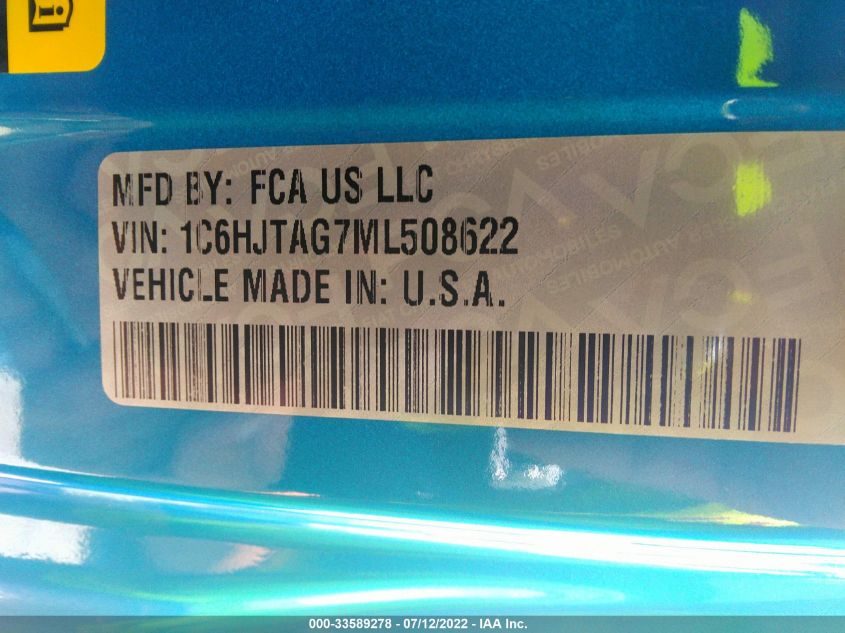 MFD BY: FCA US LLC
VIN: 1C6HJTAG7ML508622
VEHICLE MADE IN: U.S.A.
000-33589278 - 07/12/2022 - IAA Inc.